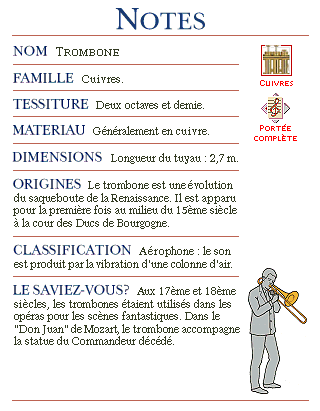 NOTES
NOM TROMBONE
FAMILLE Cuivres.
TESSITURE Deux octaves et demie.
MATERIAU Généralement en cuivre.
DIMENSIONS Longueur du tuyau : 2,7 m.
ORIGINES Le trombone est une évolution
du saqueboute de la Renaissance. Il est apparu
pour la première fois au milieu du 15ème siècle
à la cour des Ducs de Bourgogne.
CLASSIFICATION Aérophone : le son
est produit par la vibration d'une colonne d'air.
LE SAVIEZ-VOUS? Aux 17ème et 18ème
siècles, les trombones étaient utilisés dans les
opéras pour les scènes fantastiques. Dans le
"Don Juan" de Mozart, le trombone accompagne
la statue du Commandeur décédé.
CUIVRES
PORTÉE
COMPLÈTE